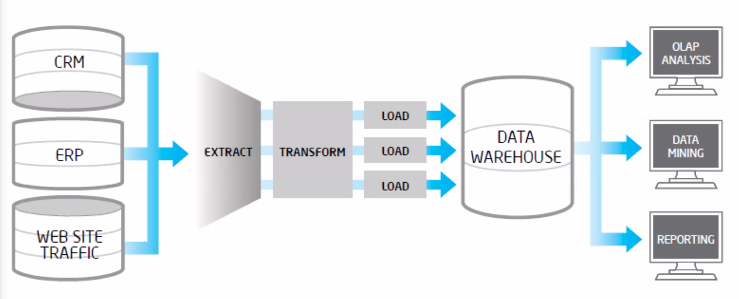 CRM
ERP
WEB SITE
TRAFFIC
EXTRACT
TRANSFORM
LOAD
LOAD
LOAD
DATA
WAREHOUSE
OLAP
ANALYSIS
DATA
MINING
REPORTING